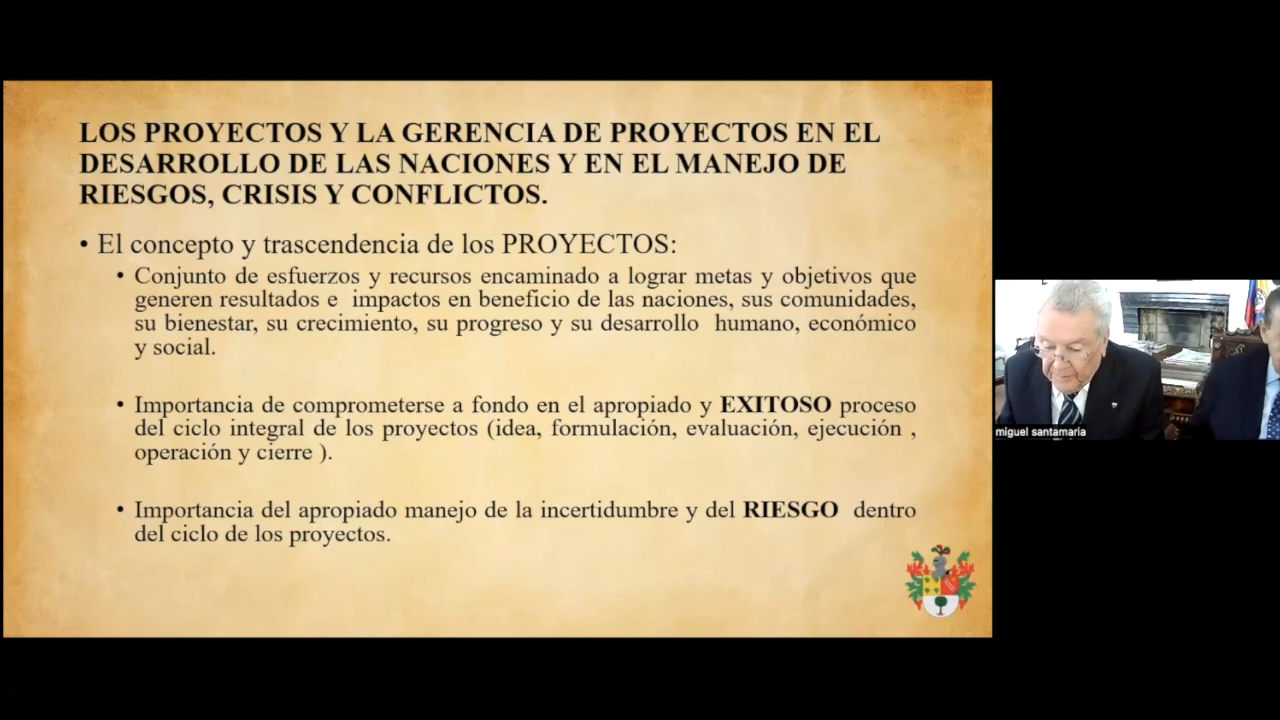 LOS PROYECTOS Y LA GERENCIA DE PROYECTOS EN EL
DESARROLLO DE LAS NACIONES Y EN EL MANEJO DE
RIESGOS, CRISIS Y CONFLICTOS.
• El concepto y trascendencia de los PROYECTOS:
• Conjunto de esfuerzos y recursos encaminado a lograr metas y objetivos que
generen resultados e impactos en beneficio de las naciones, sus comunidades,
su bienestar, su crecimiento, su progreso y su desarrollo humano, económico
y social.
• Importancia de comprometerse a fondo en el apropiado y EXITOSO proceso
del ciclo integral de los proyectos (idea, formulación, evaluación, ejecución ,
operación y cierre ).
• Importancia del apropiado manejo de la incertidumbre y del RIESGO dentro
del ciclo de los proyectos.
miguel santamaria